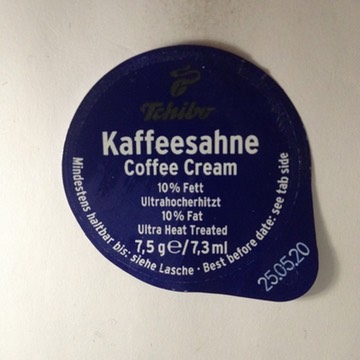 Tchibo
Kaffeesahne
Coffee Cream
10% Fett
Ultrahocherhitzt
10% Fat
Ultra Heat Treated
7,5 g e/7,3 ml
Mindestens haltbar bis: siehe Lasche · Best before date: see tab side
25.05.20